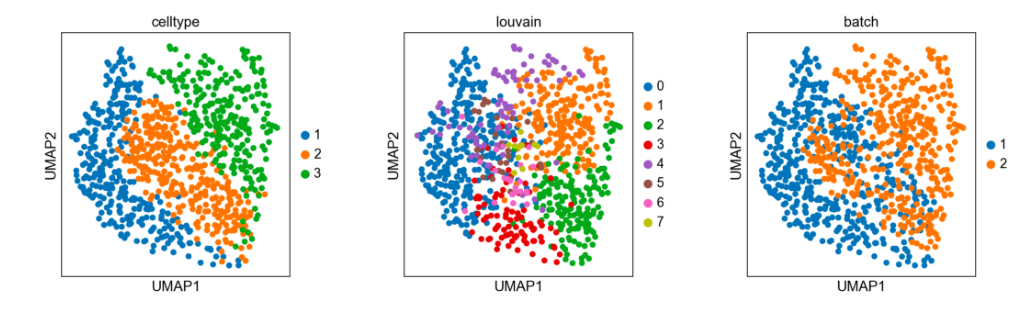 celltype
UMAP2
UMAP1
1
2
3
louvain
UMAP2
UMAP1
0
1
2
3
4
5
6
7
batch
UMAP2
UMAP1
1
2